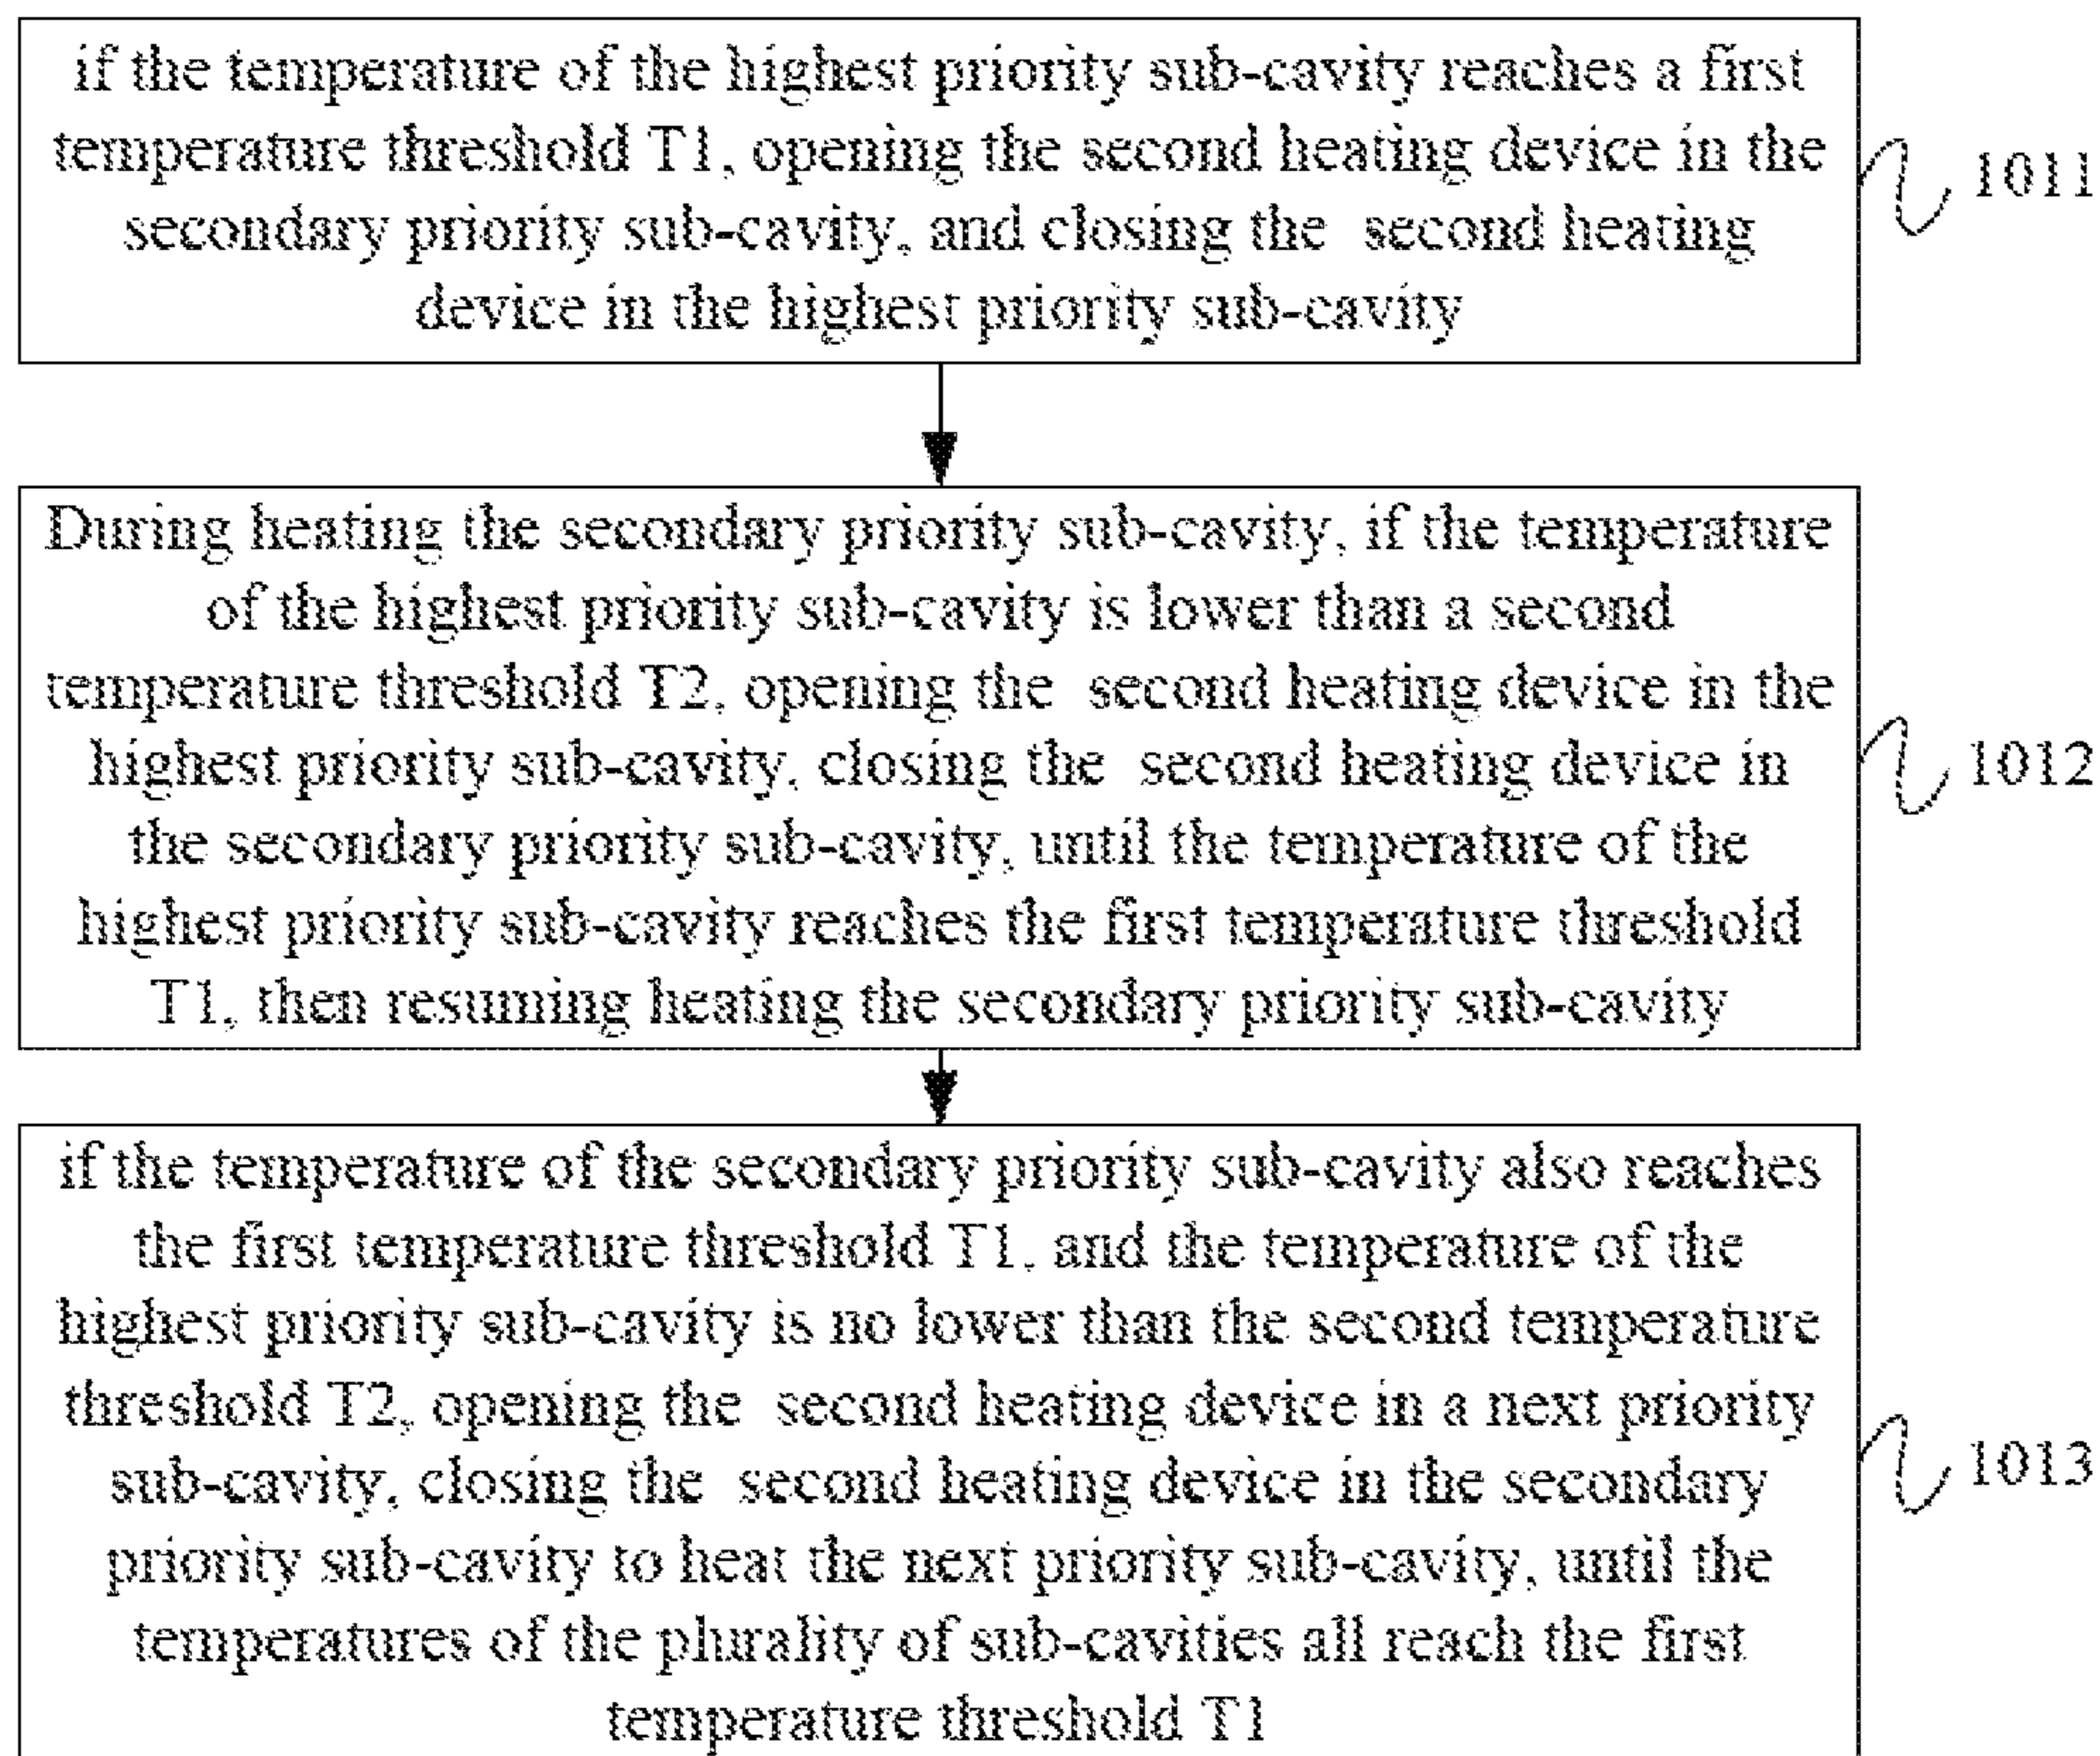 if the temperature of the highest priority sub-cavity reaches a first
temperature threshold T1, opening the second heating device in the
secondary priority sub-cavity, and closing the second heating
device in the highest priority sub-cavity
1011
During heating the secondary priority sub-cavity, if the temperature
of the highest priority sub-cavity is lower than a second
temperature threshold T2, opening the second heating device in the
highest priority sub-cavity, closing the second heating device in
the secondary priority sub-cavity, until the temperature of the
highest priority sub-cavity reaches the first temperature threshold
T1, then resuming heating the secondary priority sub-cavity
1012
if the temperature of the secondary priority sub-cavity also reaches
the first temperature threshold T1, and the temperature of the
highest priority sub-cavity is no lower than the second temperature
threshold T2, opening the second heating device in a next priority
sub-cavity, closing the second heating device in the secondary
priority sub-cavity to heat the next priority sub-cavity, until the
temperatures of the plurality of sub-cavities all reach the first
temperature threshold T1
1013